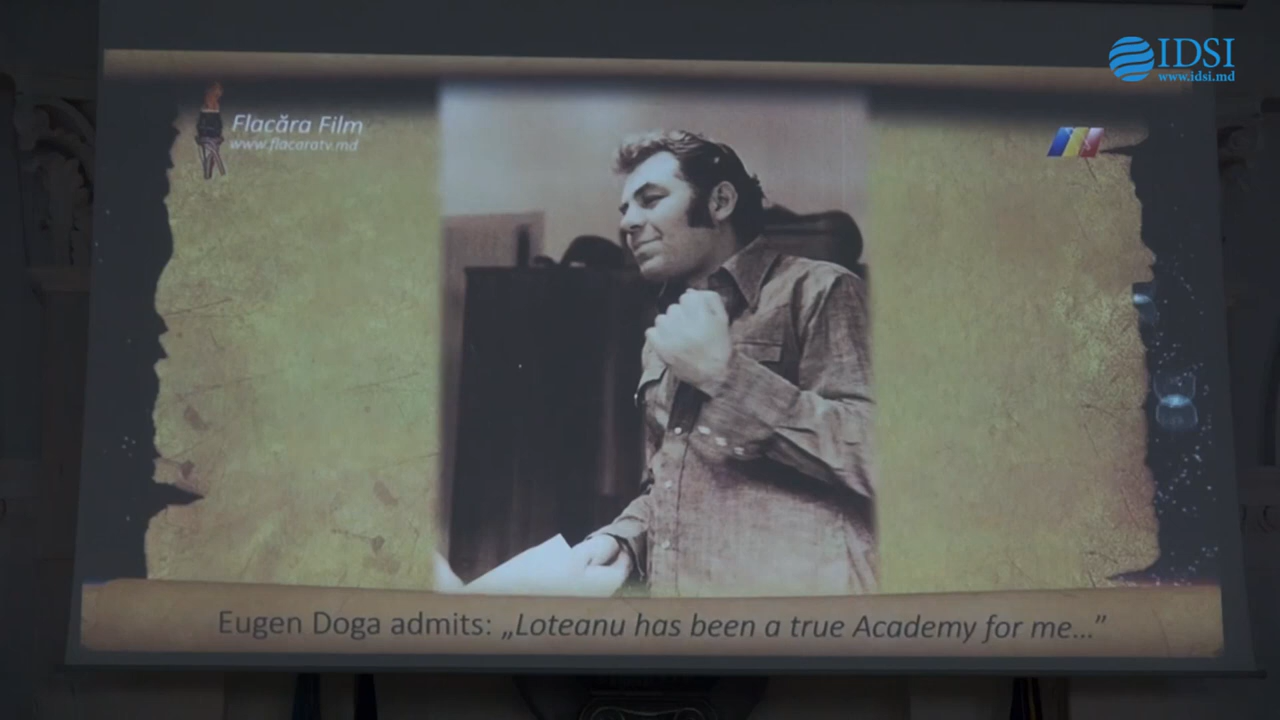 IDSI
www.idsi.md
Flacăra Film
www.flacaratv.md
Eugen Doga admits: „Loteanu has been a true Academy for me...”